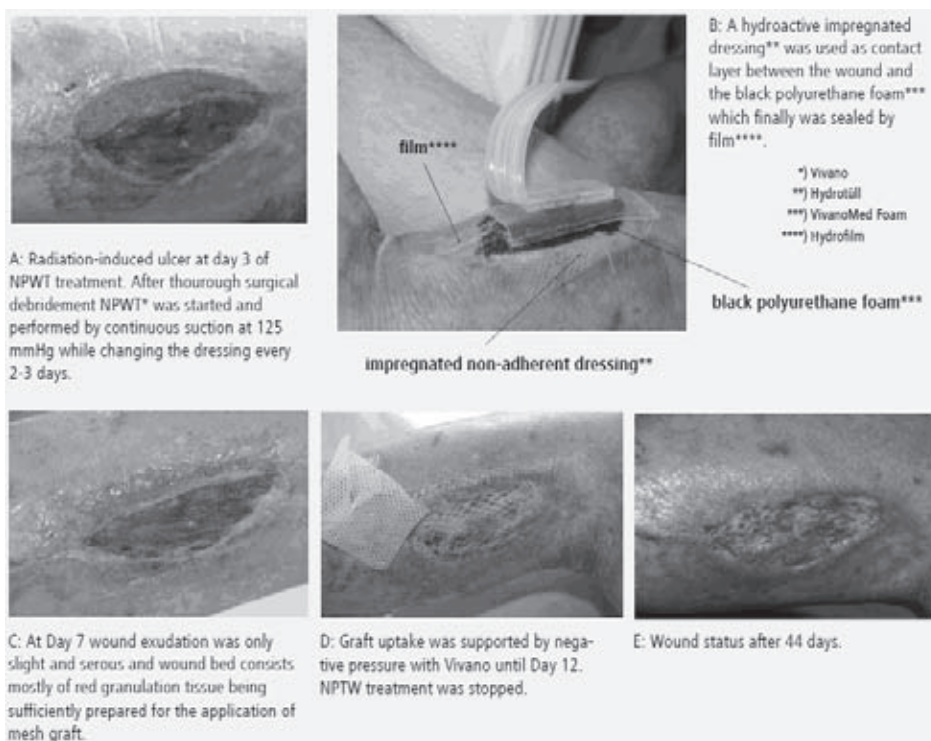 A: Radiation-induced ulcer at day 3 of
NPWT treatment. After thourough surgical
debridement NPWT* was started and
performed by continuous suction at 125
mmHg while changing the dressing every
2-3 days.
film****
black polyurethane foam***
impregnated non-adherent dressing**
B: A hydroactive impregnated
dressing** was used as contact
layer between the wound and
the black polyurethane foam***
which finally was sealed by
film****.
*) Vivano
**) Hydrotüll
***) VivanoMed Foam
****) Hydrofilm
C: At Day 7 wound exudation was only
slight and serous and wound bed consists
mostly of red granulation tissue being
sufficiently prepared for the application of
mesh graft.
D: Graft uptake was supported by nega-
tive pressure with Vivano until Day 12.
NPTW treatment was stopped.
E: Wound status after 44 days.